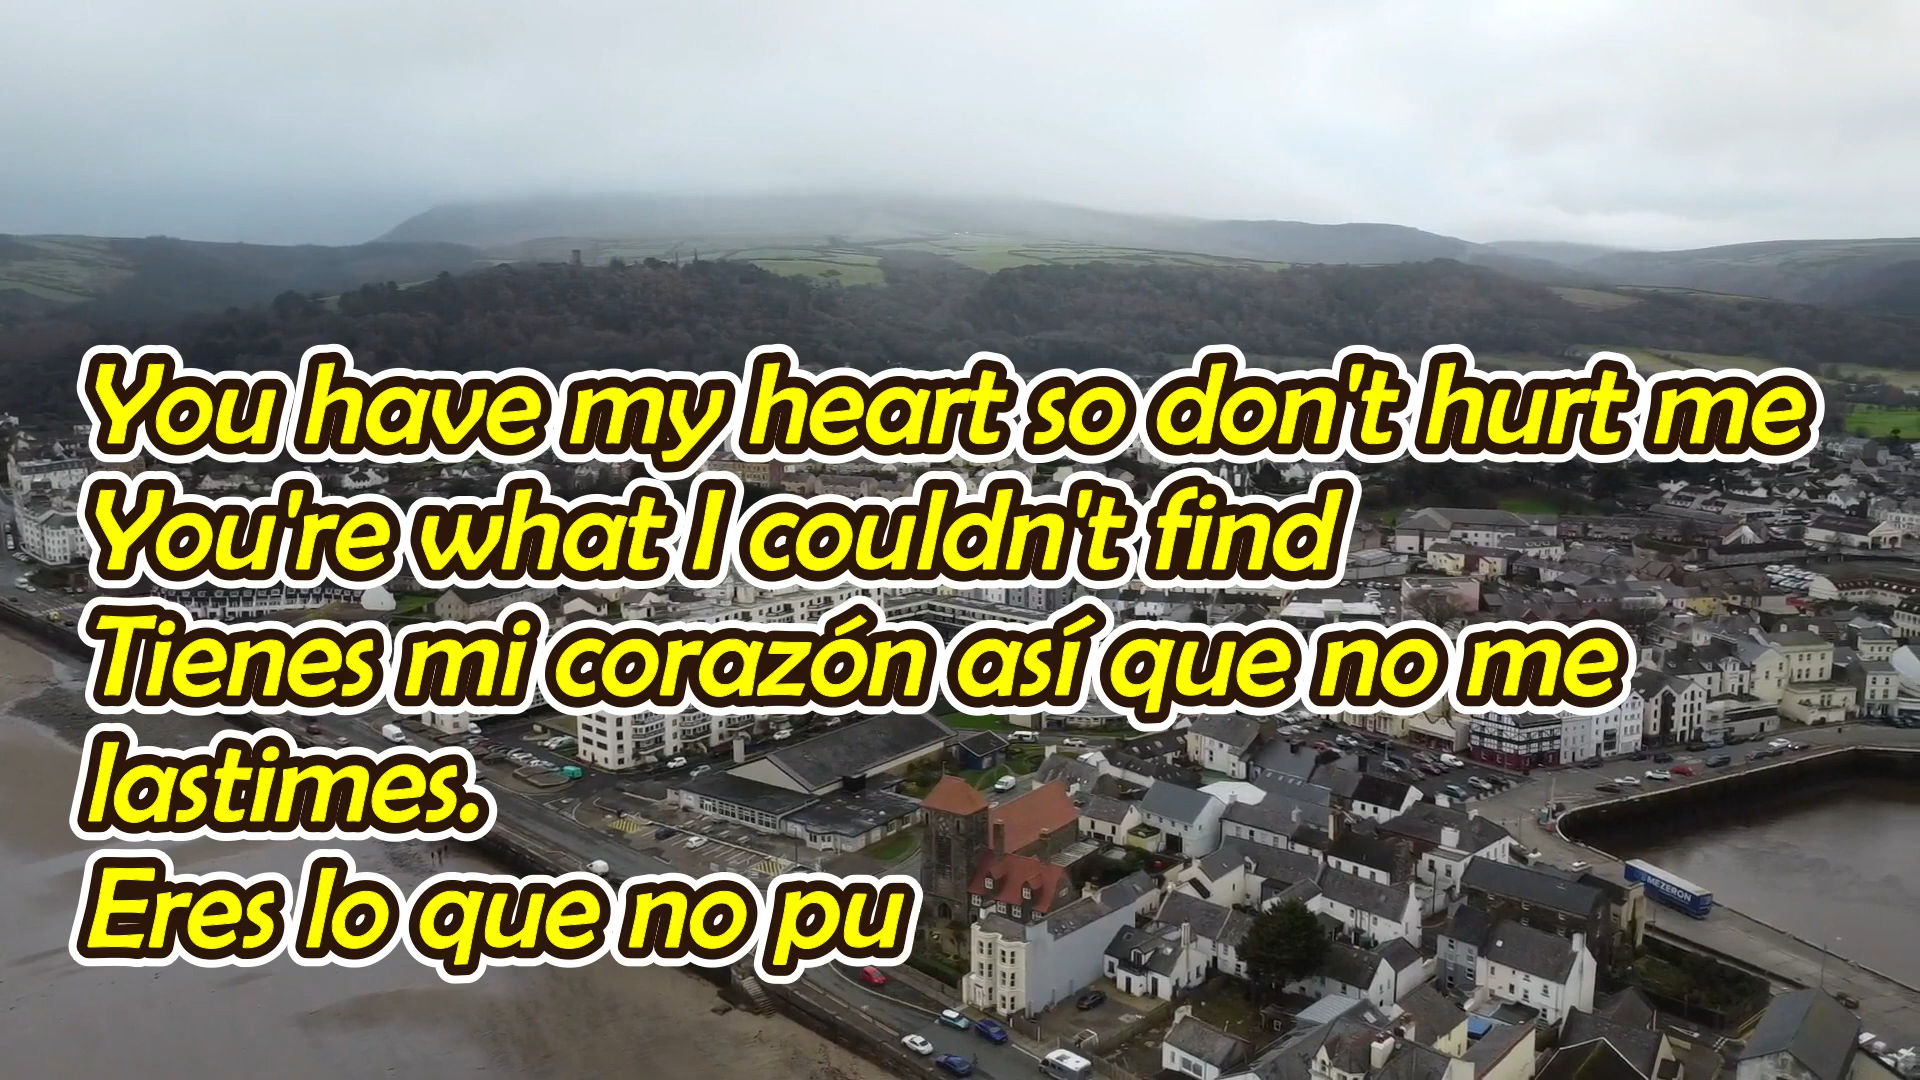 You have my heart so don't hurt me
You're what I couldn't find
Tienes mi corazón así que no me
lastimes.
Eres lo que no pu
MEZERON